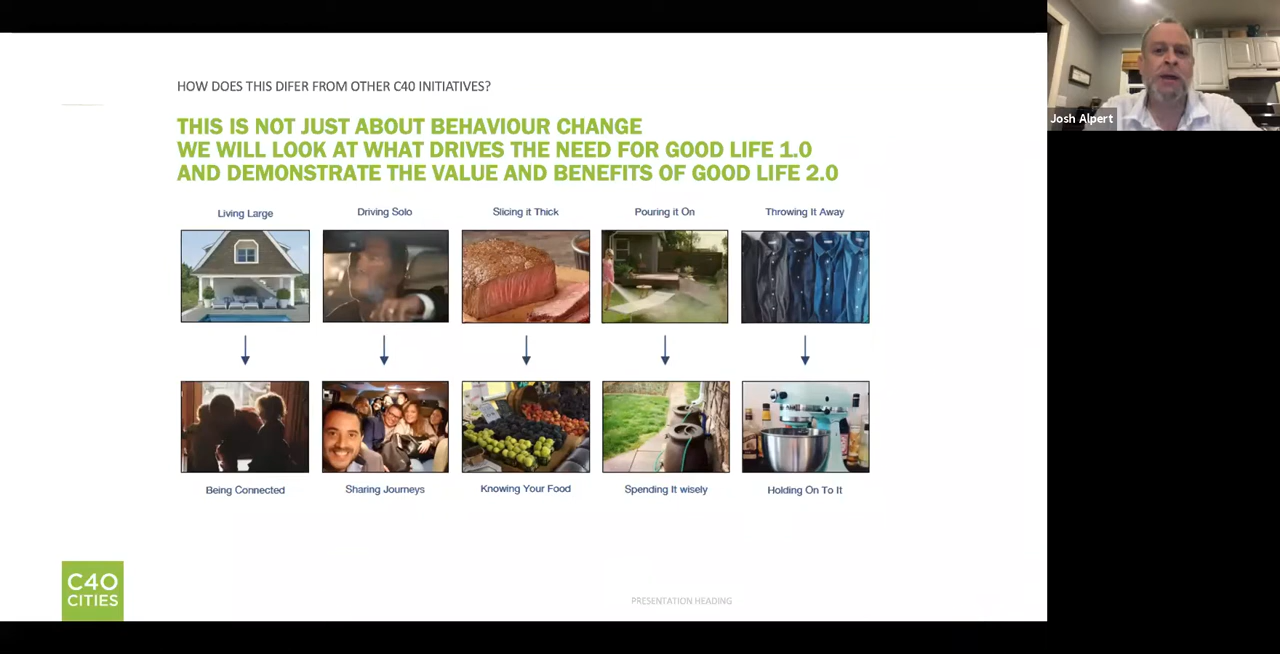 HOW DOES THIS DIFER FROM OTHER C40 INITIATIVES?
THIS IS NOT JUST ABOUT BEHAVIOUR CHANGE
WE WILL LOOK AT WHAT DRIVES THE NEED FOR GOOD LIFE 1.0
AND DEMONSTRATE THE VALUE AND BENEFITS OF GOOD LIFE 2.0
Living Large
Driving Solo
Slicing it Thick
Pouring it On
Throwing It Away
Being Connected
Sharing Journeys
Knowing Your Food
Spending It wisely
Holding On To It
C40
CITIES
PRESENTATION HEADING
Josh Alpert